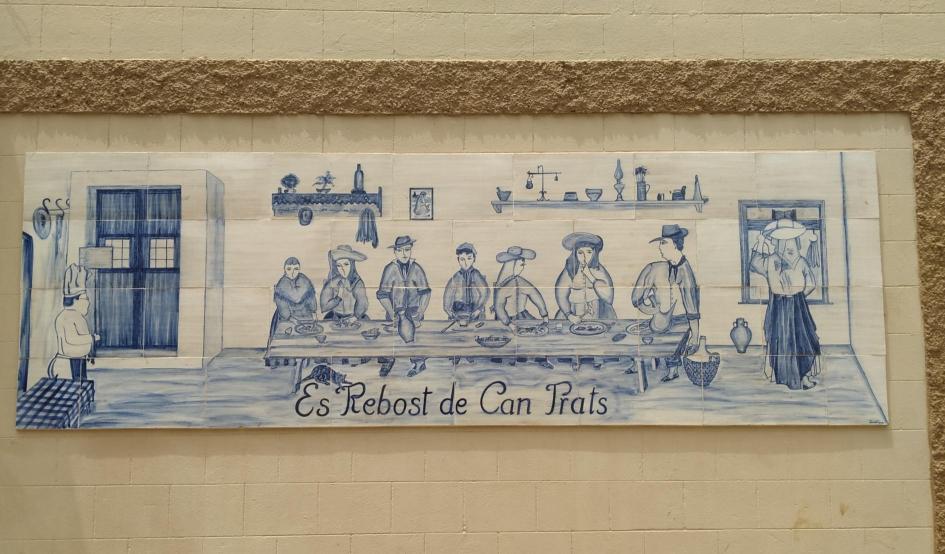 Es Rebost de Can Prats